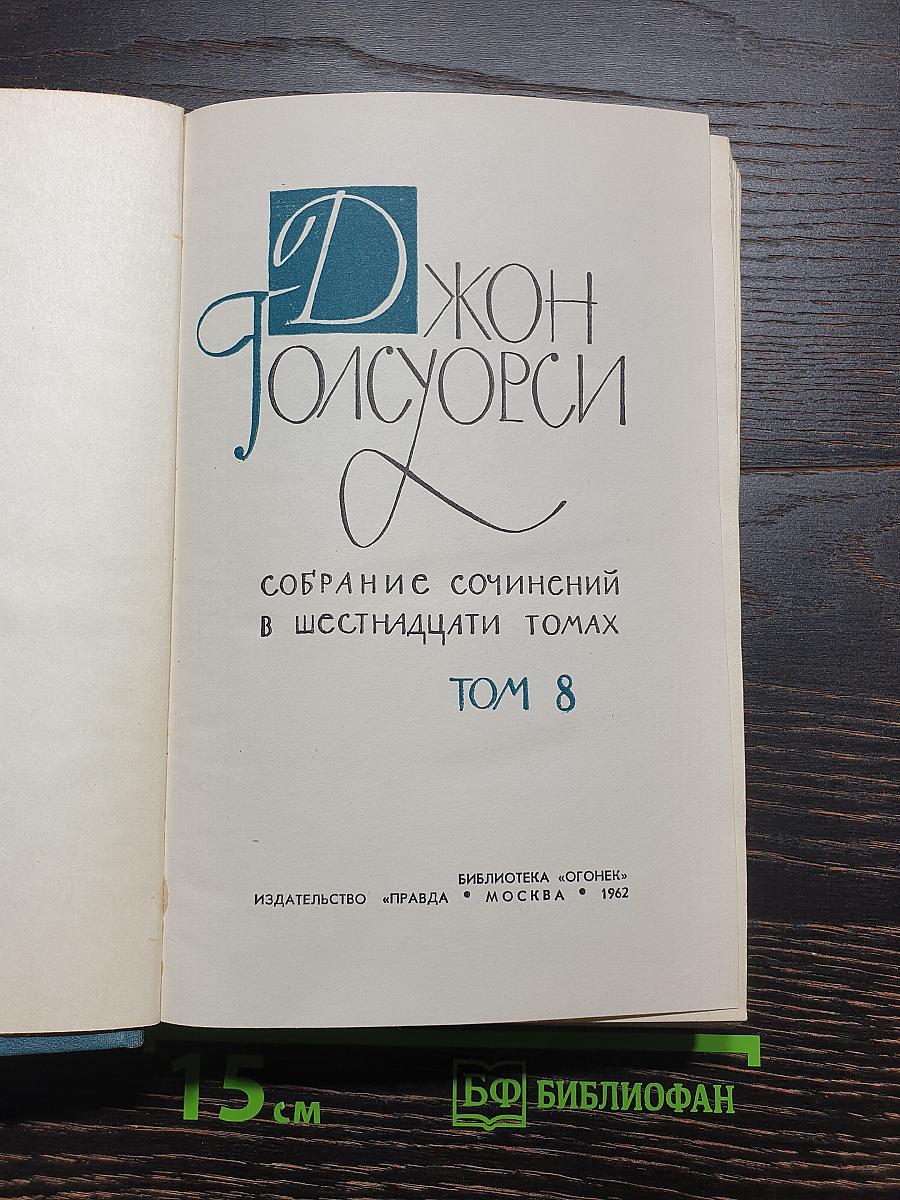 Джон
Голсуорси
СОБРАНИЕ СОЧИНЕНИЙ
В ШЕСТНАДЦАТИ ТОМАХ
ТОМ 8
БИБЛИОТЕКА «ОГОНЕК»
ИЗДАТЕЛЬСТВО «ПРАВДА • МОСКВА • 1962
15 см
БФ БИБЛИОФАН